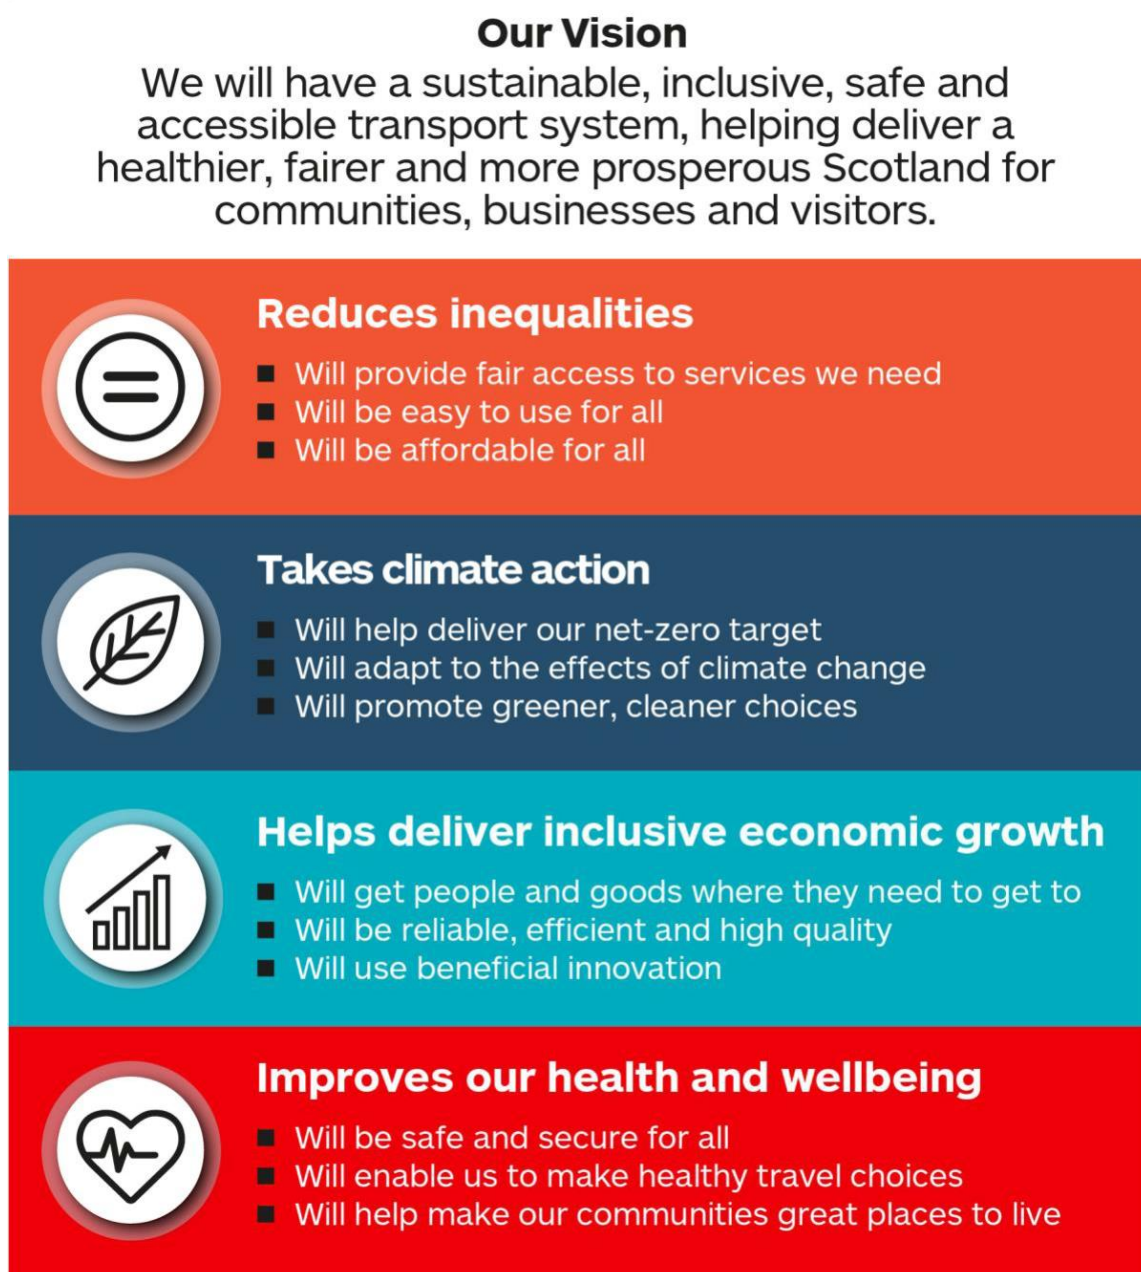 Our Vision
We will have a sustainable, inclusive, safe and
accessible transport system, helping deliver a
healthier, fairer and more prosperous Scotland for
communities, businesses and visitors.
Reduces inequalities
Will provide fair access to services we need
Will be easy to use for all
Will be affordable for all
Takes climate action
Will help deliver our net-zero target
Will adapt to the effects of climate change
Will promote greener, cleaner choices
Helps deliver inclusive economic growth
Will get people and goods where they need to get to
Will be reliable, efficient and high quality
Will use beneficial innovation
Improves our health and wellbeing
Will be safe and secure for all
Will enable us to make healthy travel choices
Will help make our communities great places to live